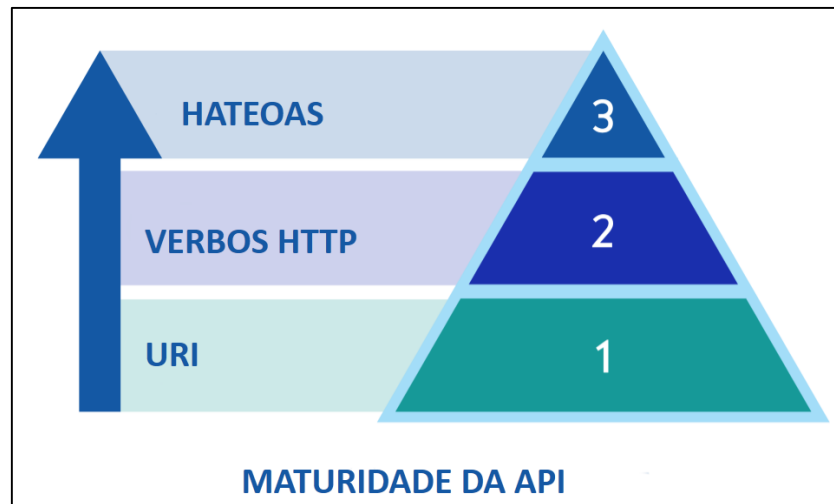 HATEOAS 3
VERBOS HTTP 2
URI 1
MATURIDADE DA API